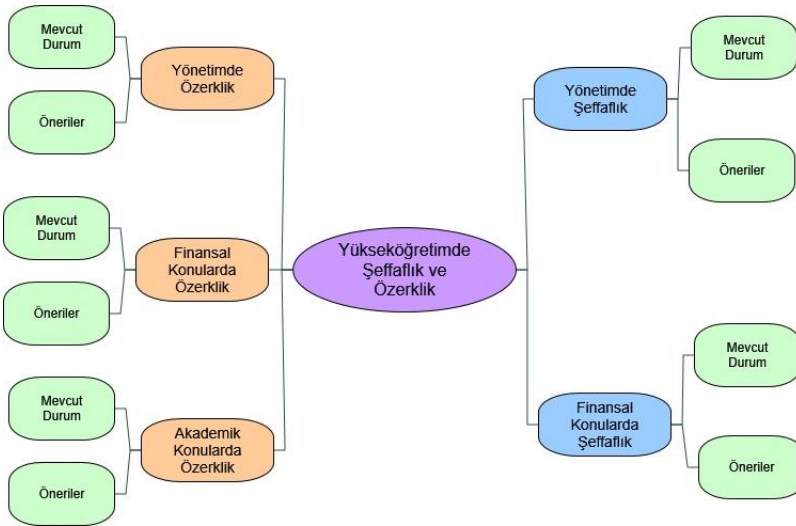 Mevcut
Durum
Öneriler
Yönetimde
Özerklik
Mevcut
Durum
Öneriler
Finansal
Konularda
Özerklik
Mevcut
Durum
Öneriler
Akademik
Konularda
Özerklik
Yükseköğretimde
Şeffaflık ve
Özerklik
Yönetimde
Şeffaflık
Mevcut
Durum
Öneriler
Finansal
Konularda
Şeffaflık
Mevcut
Durum
Öneriler